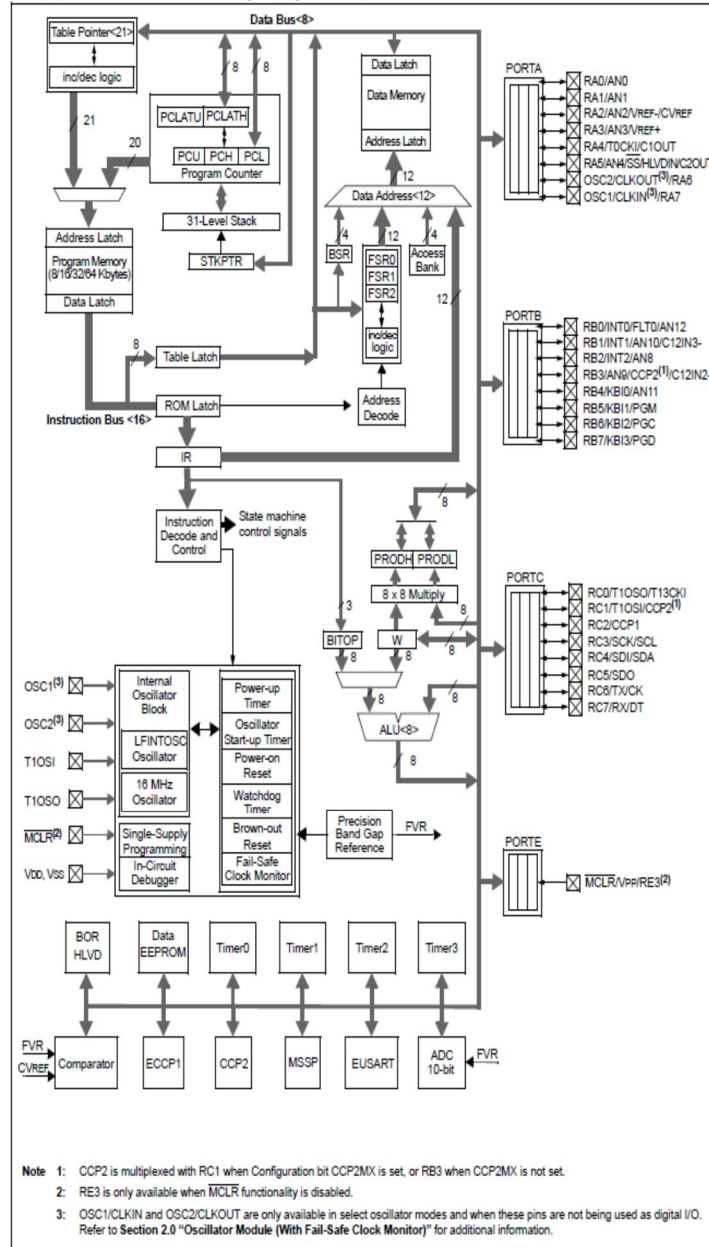 Data Bus<8>
Table Pointer<21>
inc/dec logic
21
20
8
8
PCLATU PCLATH
PCU PCH PCL
Program Counter
31-Level Stack
STKPTR
Data Latch
Data Memory
Address Latch
12
Data Address<12>
4
12
4
BSR
FSR0
FSR1
FSR2
inc/dec
logic
Access
Bank
12
Address
Decode
Address Latch
Program Memory
(8/16/32/64 Kbytes)
Data Latch
8
Table Latch
ROM Latch
Instruction Bus <16>
IR
Instruction
Decode and
Control
State machine
control signals
8
PRODH PRODL
8 x 8 Multiply
3
8
BITOP
W
8
8
8
8
8
ALU<8>
8
PORTA
RA0/AN0
RA1/AN1
RA2/AN2/VREF-/CVREF
RA3/AN3/VREF+
RA4/T0CKI/C1OUT
RA5/AN4/SS/HLVDIN/C2OUT
OSC2/CLKOUT(3)/RA6
OSC1/CLKIN(3)/RA7
PORTB
RB0/INT0/FLT0/AN12
RB1/INT1/AN10/C12IN3-
RB2/INT2/AN8
RB3/AN9/CCP2(1)/C12IN2-
RB4/KBI0/AN11
RB5/KBI1/PGM
RB6/KBI2/PGC
RB7/KBI3/PGD
PORTC
RC0/T1OSO/T13CKI
RC1/T1OSI/CCP2(1)
RC2/CCP1
RC3/SCK/SCL
RC4/SDI/SDA
RC5/SDO
RC6/TX/CK
RC7/RX/DT
PORTE
MCLR/VPP/RE3(2)
OSC1(3)
OSC2(3)
T1OSI
T1OSO
MCLR(2)
VDD, VSS
Internal
Oscillator
Block
LFINTOSC
Oscillator
16 MHz
Oscillator
Single-Supply
Programming
In-Circuit
Debugger
Power-up
Timer
Oscillator
Start-up Timer
Power-on
Reset
Watchdog
Timer
Brown-out
Reset
Fail-Safe
Clock Monitor
Precision
Band Gap
Reference
FVR
BOR
HLVD
Data
EEPROM
Timer0
Timer1
Timer2
Timer3
FVR
CVREF
Comparator
ECCP1
CCP2
MSSP
EUSART
ADC
10-bit
FVR
Note 1: CCP2 is multiplexed with RC1 when Configuration bit CCP2MX is set, or RB3 when CCP2MX is not set.
2: RE3 is only available when MCLR functionality is disabled.
3: OSC1/CLKIN and OSC2/CLKOUT are only available in select oscillator modes and when these pins are not being used as digital I/O.
Refer to Section 2.0 “Oscillator Module (With Fail-Safe Clock Monitor)” for additional information.